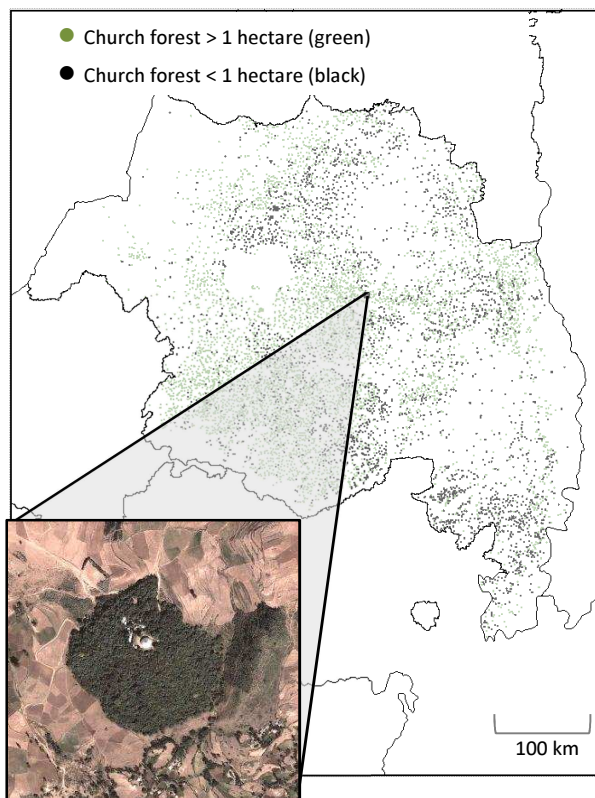 Church forest > 1 hectare (green)
Church forest < 1 hectare (black)
100 km